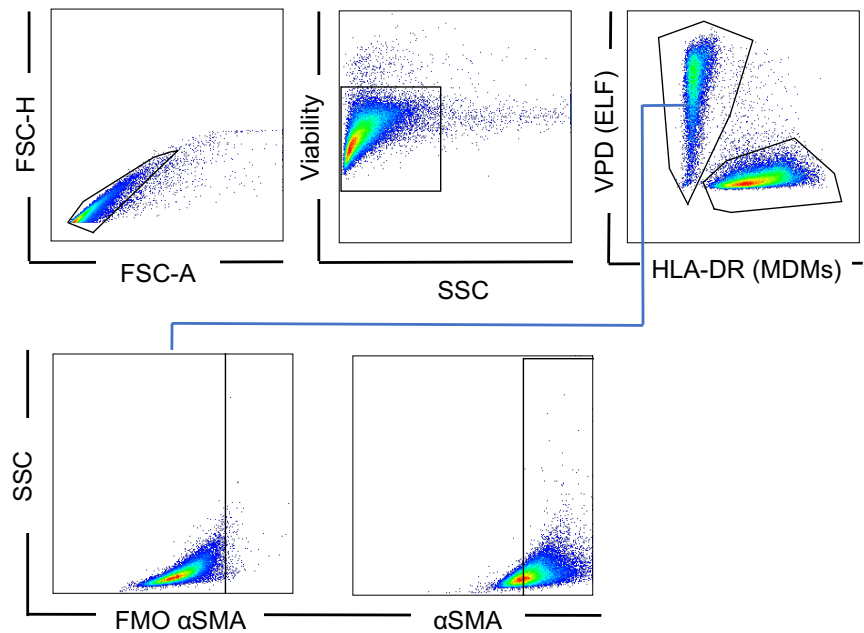 FSC-H
FSC-A
Viability
SSC
VPD (ELF)
HLA-DR (MDMs)
SSC
FMO αSMA
αSMA